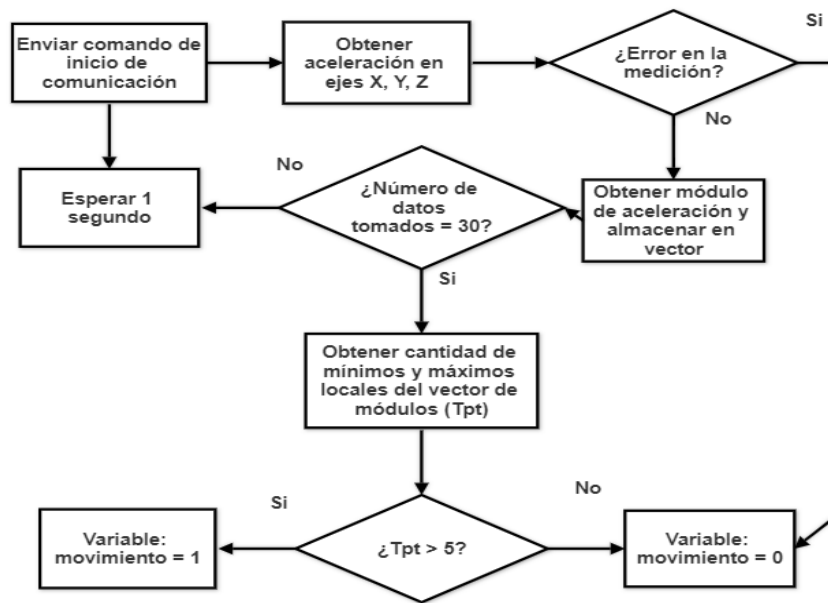 Enviar comando de
inicio de
comunicación
Obtener
aceleración en
ejes X, Y, Z
¿Error en la
medición?
Si
No
Obtener módulo
de aceleración y
almacenar en
vector
¿Número de
datos
tomados = 30?
No
Esperar 1
segundo
Si
Obtener cantidad de
mínimos y máximos
locales del vector de
módulos (Tpt)
¿Tpt > 5?
Si
Variable:
movimiento = 1
No
Variable:
movimiento = 0